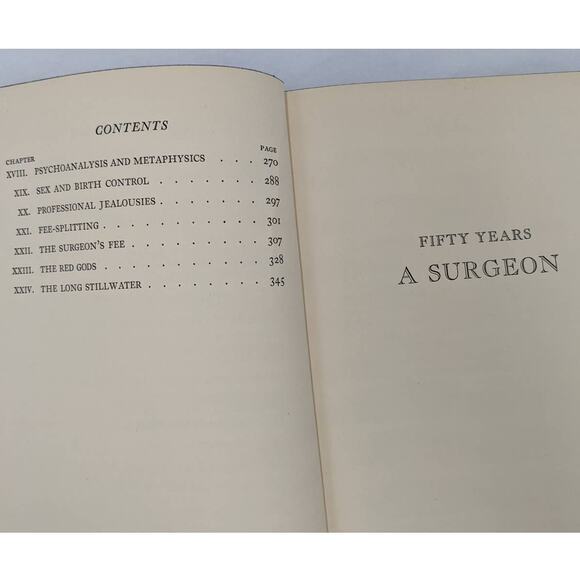 CONTENTS
CHAPTER PAGE
XVIII. PSYCHOANALYSIS AND METAPHYSICS . . . 270
XIX. SEX AND BIRTH CONTROL . . . . . . . 288
XX. PROFESSIONAL JEALOUSIES . . . . . . 297
XXI. FEE-SPLITTING . . . . . . . . . . 301
XXII. THE SURGEON'S FEE . . . . . . . . 307
XXIII. THE RED GODS . . . . . . . . . . 328
XXIV. THE LONG STILLWATER . . . . . . . 345
FIFTY YEARS
A SURGEON